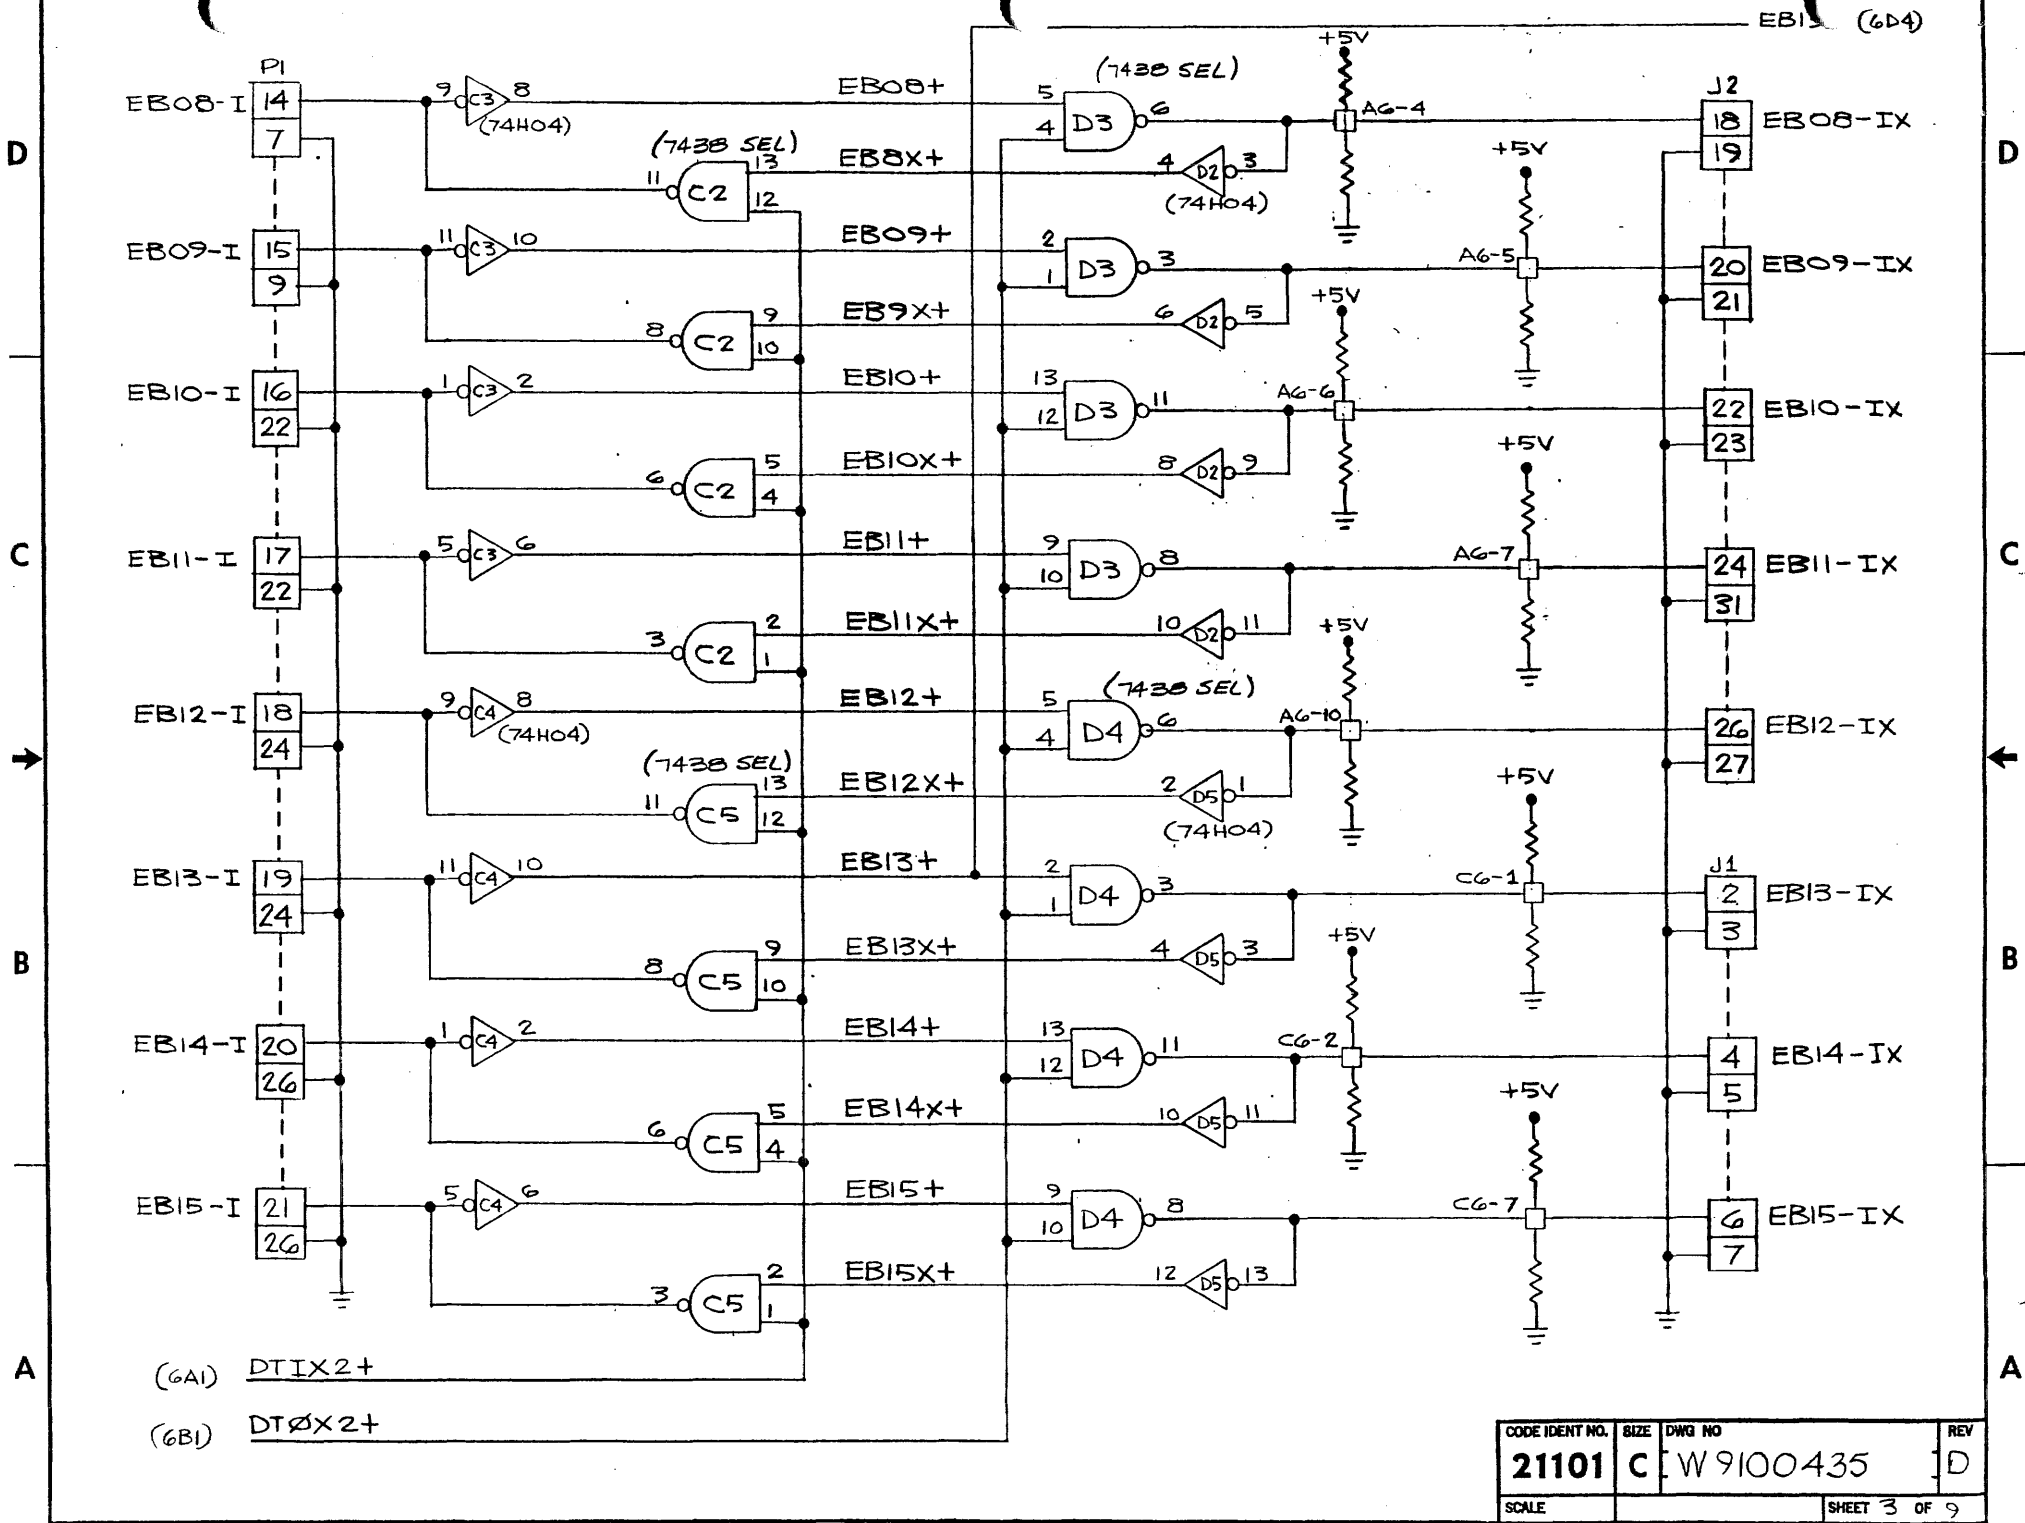 EB13 (6D4)
+5V
P1
(7438 SEL)
J2
EB08-I 14 9 C3 8 EB08+ 5 D3 6 A6-4 18 EB08-IX
(74H04)
7 4 19
(7438 SEL) 13 EB8X+ 4 D2 3 +5V
11 C2 12 (74H04)
EB09-I 15 11 C3 10 EB09+ 2 D3 3 A6-5 20 EB09-IX
9 1 21
+5V
8 C2 9 EB9X+ 6 D2 5
10
EB10-I 16 1 C3 2 EB10+ 13 D3 11 A6-6 22 EB10-IX
22 12 23
+5V
6 C2 5 EB10X+ 8 D2 9
4
EB11-I 17 5 C3 6 EB11+ 9 D3 8 A6-7 24 EB11-IX
22 10 31
3 C2 2 EB11X+ 10 D2 11 +5V
1
(7438 SEL)
EB12-I 18 9 C4 8 EB12+ 5 D4 6 A6-10 26 EB12-IX
(74H04)
24 4 27
(7438 SEL) +5V
11 C5 13 EB12X+ 2 D5 1
12 (74H04)
J1
EB13-I 19 11 C4 10 EB13+ 2 D4 3 C6-1 2 EB13-IX
24 1 3
+5V
8 C5 9 EB13X+ 4 D5 3
10
EB14-I 20 1 C4 2 EB14+ 13 D4 11 C6-2 4 EB14-IX
26 12 5
+5V
6 C5 5 EB14X+ 10 D5 11
4
EB15-I 21 5 C4 6 EB15+ 9 D4 8 C6-7 6 EB15-IX
26 10 7
3 C5 2 EB15X+ 12 D5 13
1
(6A1) DTIX2+
(6B1) DTØX2+
D D
C C
B B
A A
CODE IDENT NO. SIZE DWG NO REV
21101 C W9100435 D
SCALE SHEET 3 OF 9